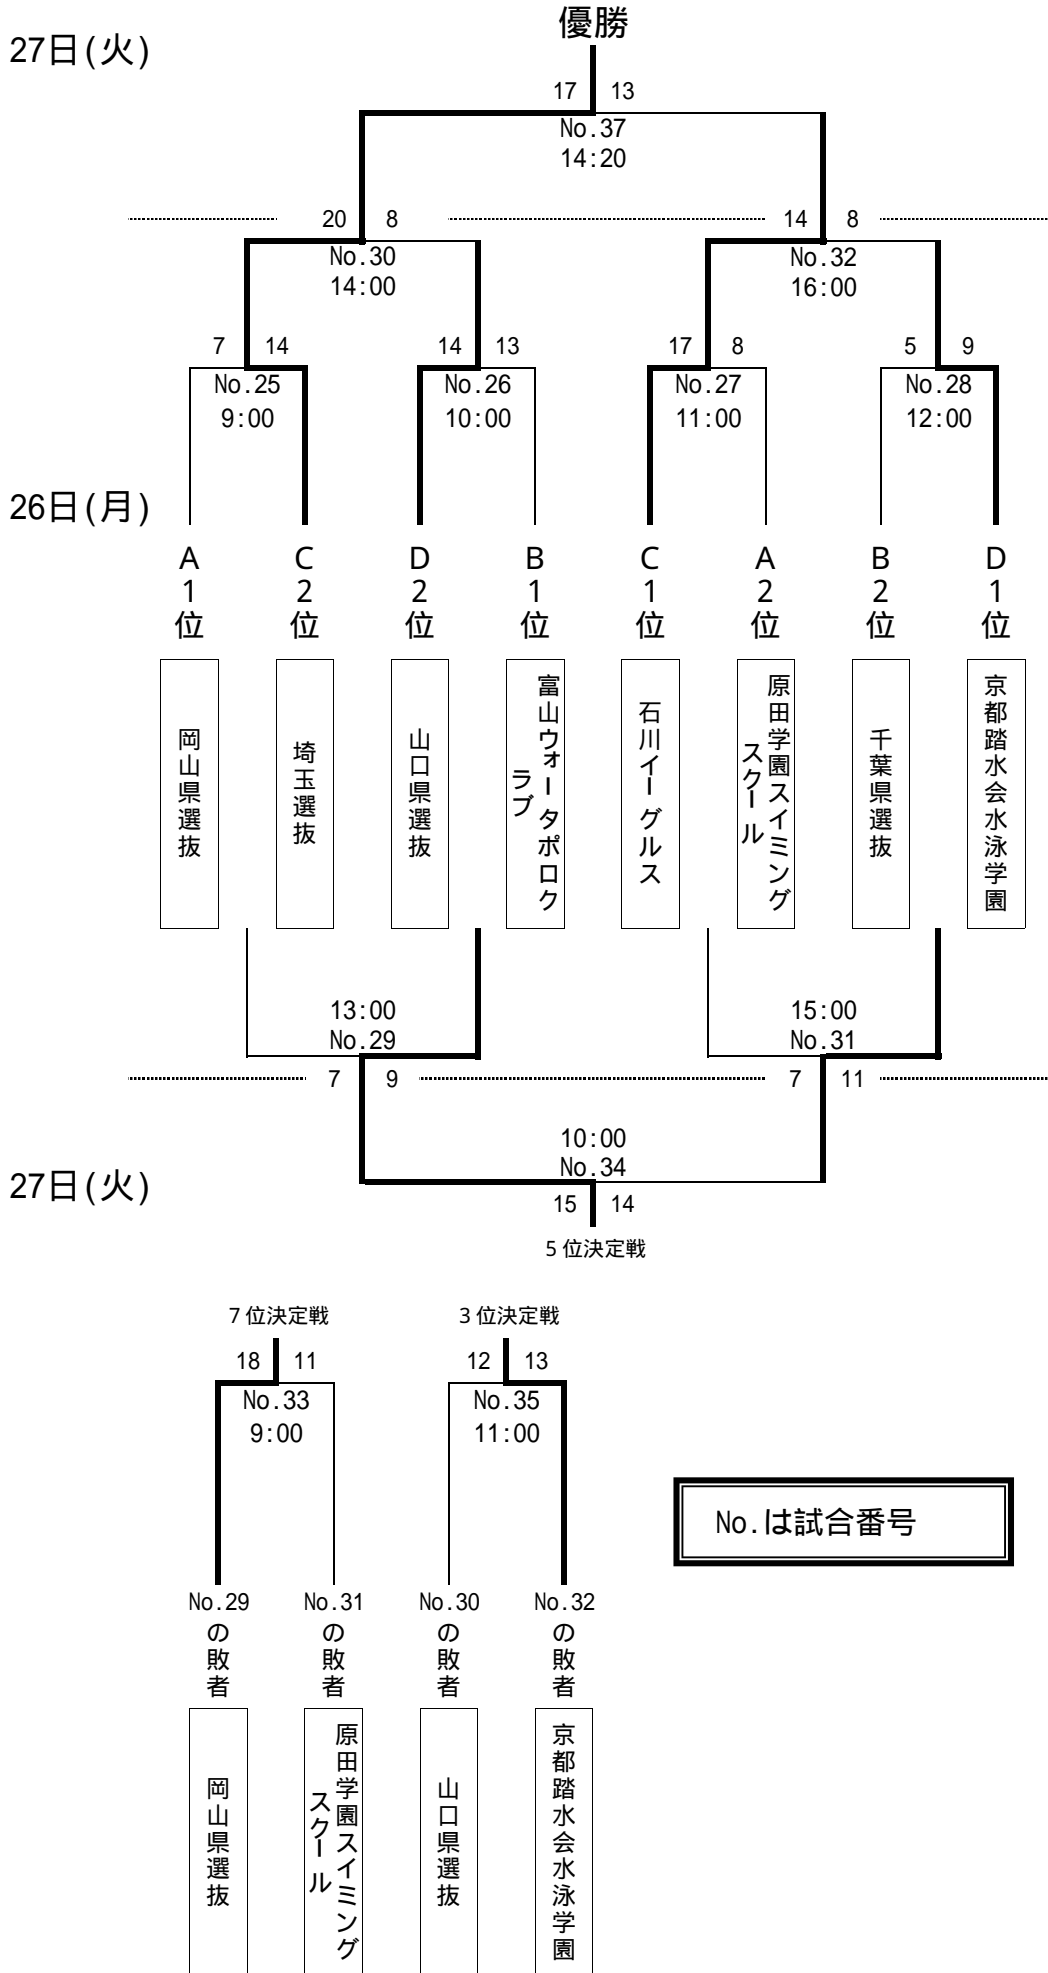 優勝
27日(火)
17 13
No.37
14:20
20 8
14 8
No.30
14:00
No.32
16:00
7 14
14 13
17 8
5 9
No.25
9:00
No.26
10:00
No.27
11:00
No.28
12:00
26日(月)
A1位
C2位
D2位
B1位
C1位
A2位
B2位
D1位
岡山県選抜
埼玉選抜
山口県選抜
富山ウォータポロク
ラブ
石川イーグルス
原田学園スイミング
スクール
千葉県選抜
京都踏水会水泳学園
13:00
No.29
15:00
No.31
7 9
7 11
10:00
No.34
27日(火)
15 14
5位決定戦
7位決定戦
3位決定戦
18 11
12 13
No.33
9:00
No.35
11:00
No.は試合番号
No.29
の敗者
No.31
の敗者
No.30
の敗者
No.32
の敗者
岡山県選抜
原田学園スイミング
スクール
山口県選抜
京都踏水会水泳学園